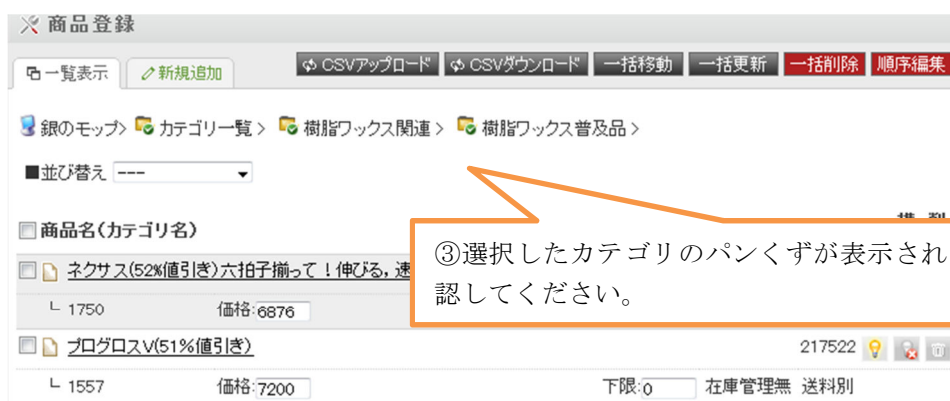 商品登録
一覧表示 新規追加 CSVアップロード CSVダウンロード 一括移動 一括更新 一括削除 順序編集
銀のモップ> カテゴリ一覧 > 樹脂ワックス関連 > 樹脂ワックス普及品 >
■並び替え ---
商品名(カテゴリ名)
③選択したカテゴリのパンくずが表示され
認してください。
ネクサス(52%値引き)六拍子揃って！伸びる,速
└ 1750 価格:6876
プログロスV(51%値引き) 217522
└ 1557 価格:7200 下限:0 在庫管理無 送料別